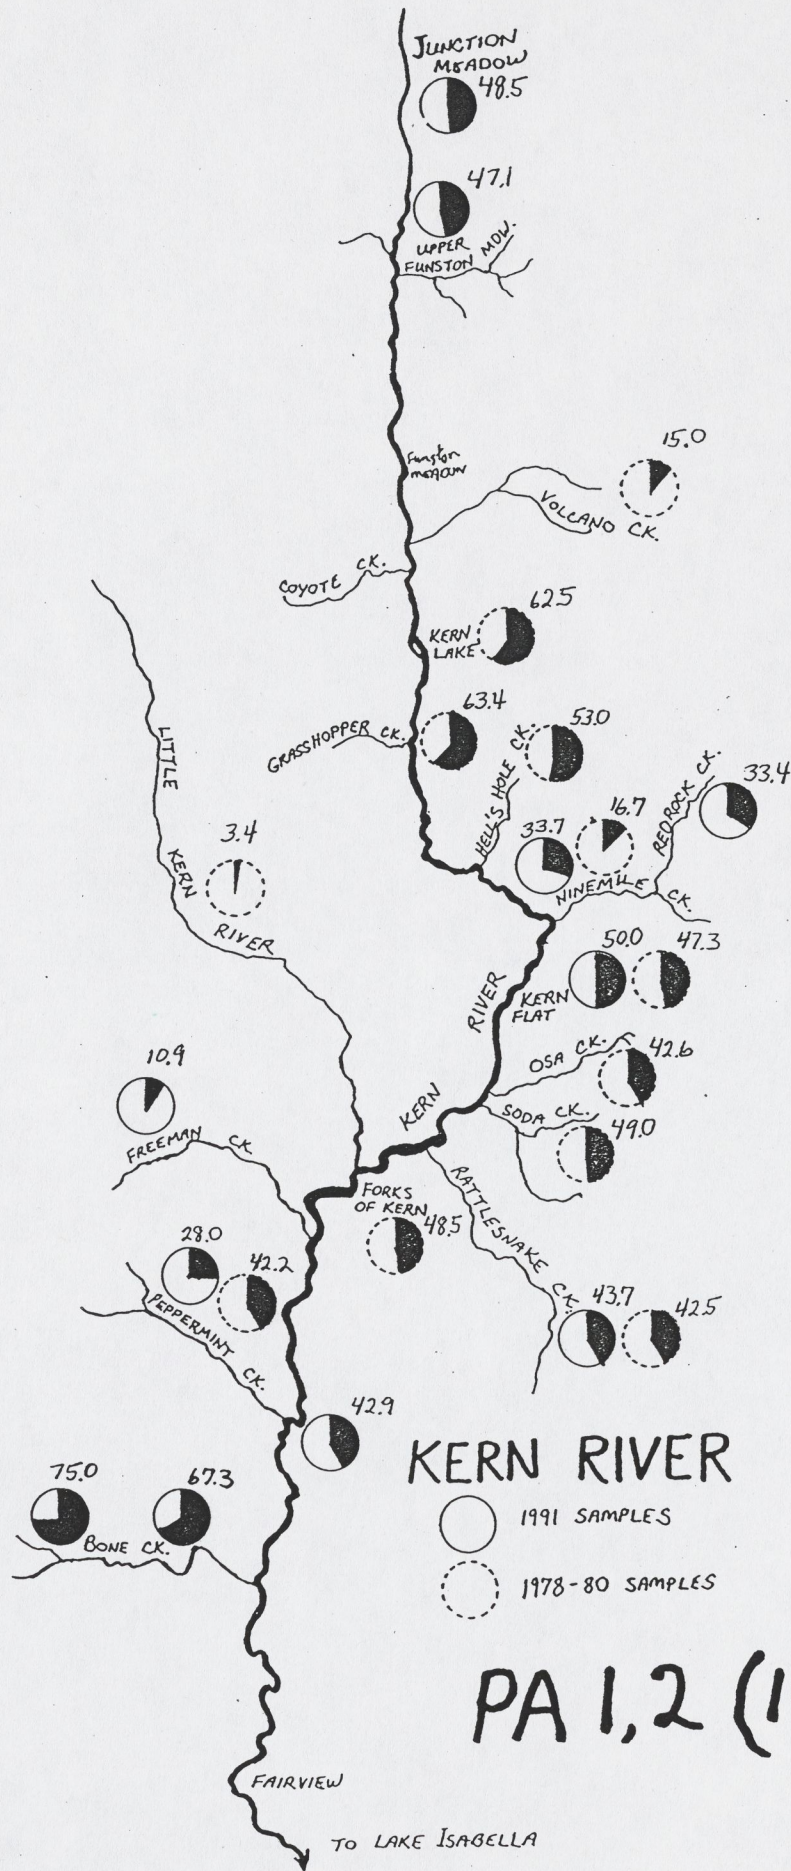 JUNCTION
MEADOW
48.5
47.1
UPPER
FUNSTON MDW.
15.0
Funston
MEADOW
VOLCANO CK.
COYOTE CK.
62.5
KERN
LAKE
63.4
GRASSHOPPER CK.
53.0
HELL'S HOLE CK.
REDROCK CK.
33.4
16.7
33.7
NINEMILE CK.
LITTLE
KERN
RIVER
3.4
50.0
47.3
KERN
FLAT
KERN RIVER
OSA CK.
42.6
SODA CK.
49.0
10.9
FREEMAN CK
FORKS
OF KERN
48.5
RATTLESNAKE CK.
28.0
42.2
PEPPERMINT CK.
43.7
42.5
42.9
75.0
67.3
BONE CK.
KERN RIVER
1991 SAMPLES
1978-80 SAMPLES
PA 1,2 (1
FAIRVIEW
TO LAKE ISABELLA